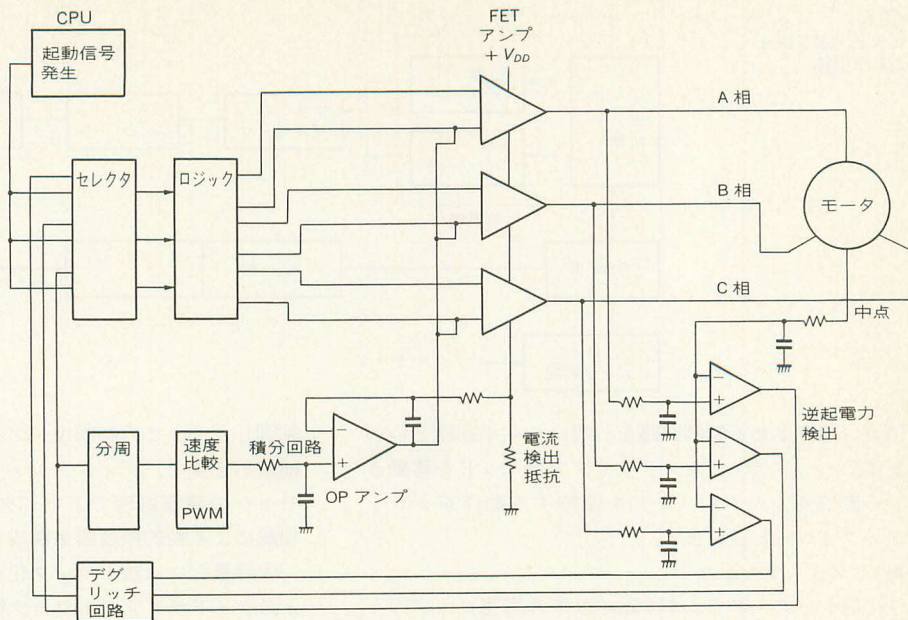 CPU
起動信号
発生
FET
アンプ
+ VDD
A 相
セレクタ
ロジック
B 相
モータ
C 相
中点
−
+
逆起電力
検出
−
+
−
+
分周
速度
比較
PWM
積分回路
−
+
OP アンプ
電流
検出
抵抗
デグ
リッチ
回路